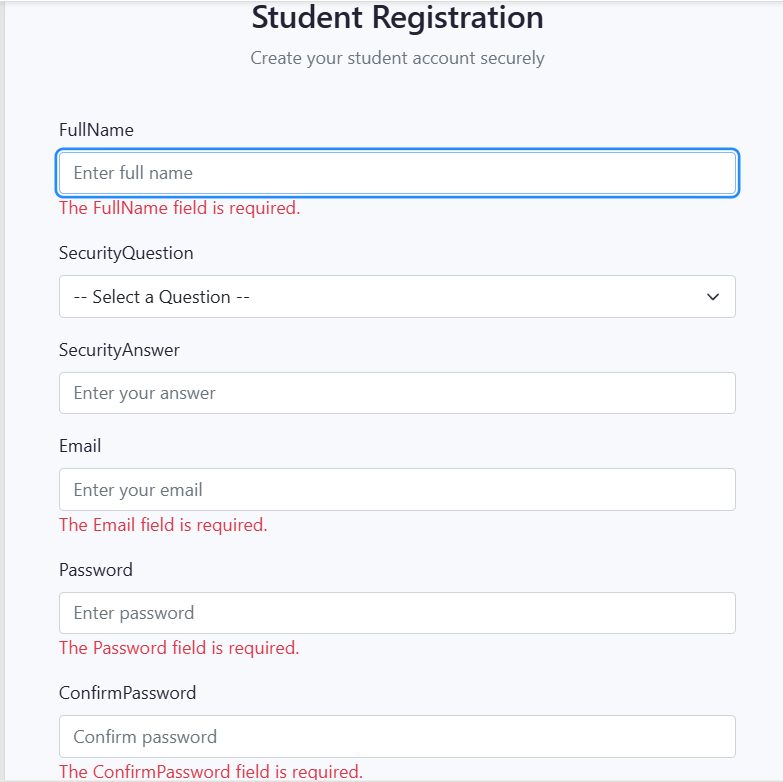 Student Registration
Create your student account securely
FullName
Enter full name
The FullName field is required.
SecurityQuestion
-- Select a Question --
SecurityAnswer
Enter your answer
Email
Enter your email
The Email field is required.
Password
Enter password
The Password field is required.
ConfirmPassword
Confirm password
The ConfirmPassword field is required.